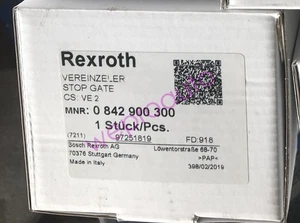 Rexroth
VEREINZELER
STOP GATE
CS: VE 2
MNR: 0 842 900 300
1 Stück/Pcs.
(7211) 97251819 FD:918
Bosch Rexroth AG Löwentorstraße 68-70
70376 Stuttgart Germany >PAP<
Made in Italy 398/02/2019